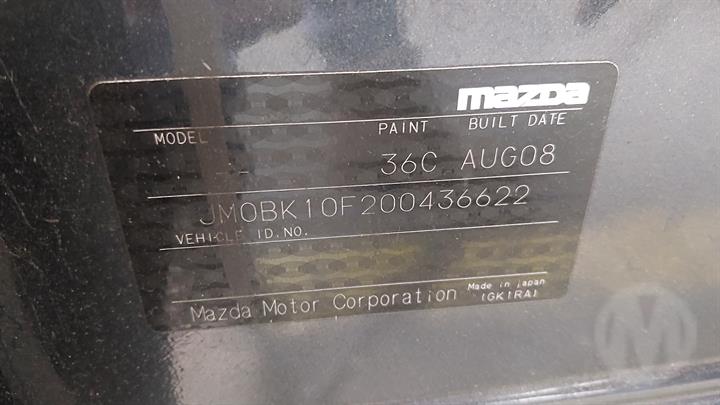 mazda
MODEL PAINT BUILT DATE
-- 36C AUG08
JM0BK10F200436622
VEHICLE ID.NO.
Mazda Motor Corporation Made in Japan
(GK1RA)
M